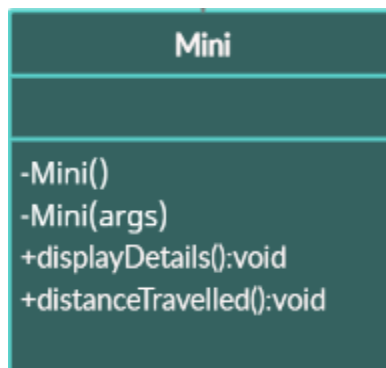 Mini
-Mini()
-Mini(args)
+displayDetails():void
+distanceTravelled():void